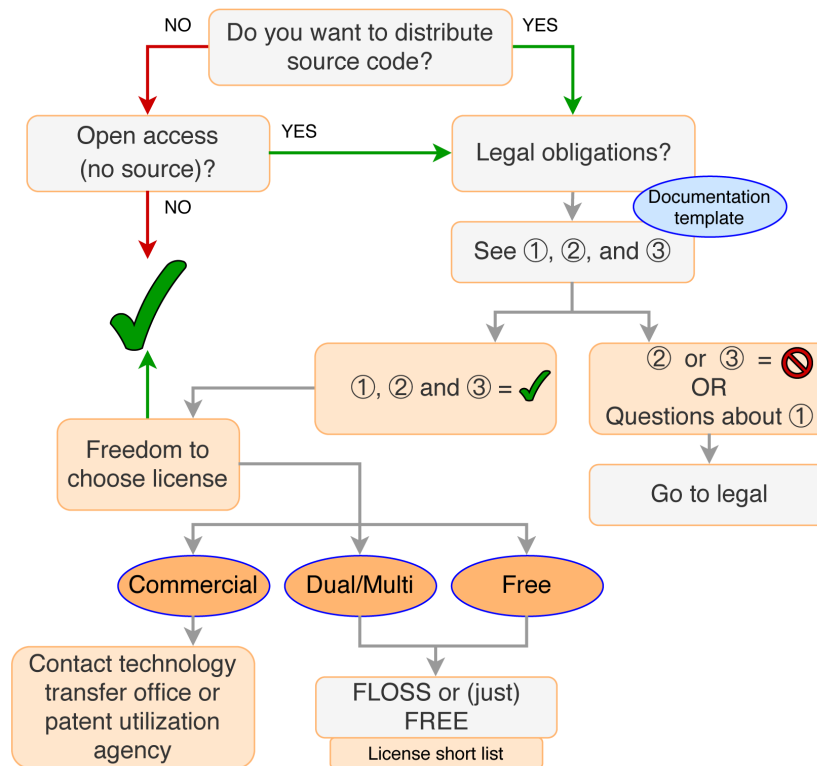 NO
YES
Do you want to distribute
source code?
Open access
(no source)?
YES
Legal obligations?
NO
Documentation
template
See ①, ②, and ③
①, ② and ③ =
② or ③ =
OR
Questions about ①
Freedom to
choose license
Go to legal
Commercial
Dual/Multi
Free
Contact technology
transfer office or
patent utilization
agency
FLOSS or (just)
FREE
License short list